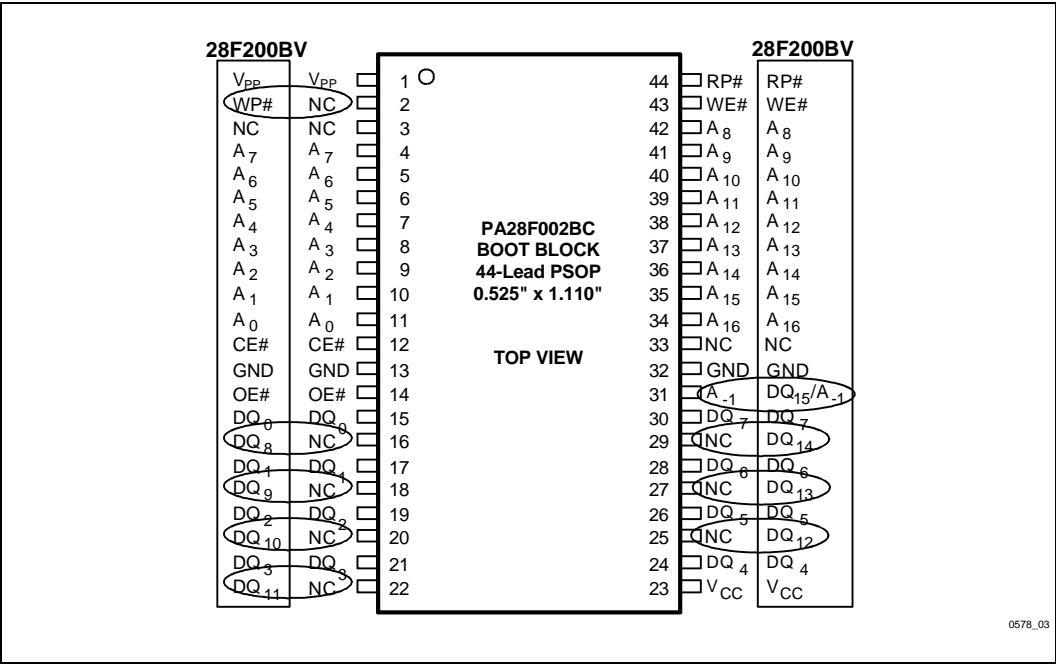 28F200BV 28F200BV
VPP VPP 1 44 RP# RP#
WP# NC 2 43 WE# WE#
NC NC 3 42 A8 A8
A7 A7 4 41 A9 A9
A6 A6 5 40 A10 A10
A5 A5 6 39 A11 A11
A4 A4 7 38 A12 A12
PA28F002BC
A3 A3 8 37 A13 A13
BOOT BLOCK
A2 A2 9 36 A14 A14
44-Lead PSOP
A1 A1 10 35 A15 A15
0.525" x 1.110"
A0 A0 11 34 A16 A16
CE# CE# 12 33 NC NC
TOP VIEW
GND GND 13 32 GND GND
OE# OE# 14 31 A-1 DQ15/A-1
DQ0 DQ0 15 30 DQ7 DQ7
DQ8 NC 16 29 NC DQ14
DQ1 DQ1 17 28 DQ6 DQ6
DQ9 NC 18 27 NC DQ13
DQ2 DQ2 19 26 DQ5 DQ5
DQ10 NC 20 25 NC DQ12
DQ3 DQ3 21 24 DQ4 DQ4
DQ11 NC 22 23 VCC VCC
0578_03